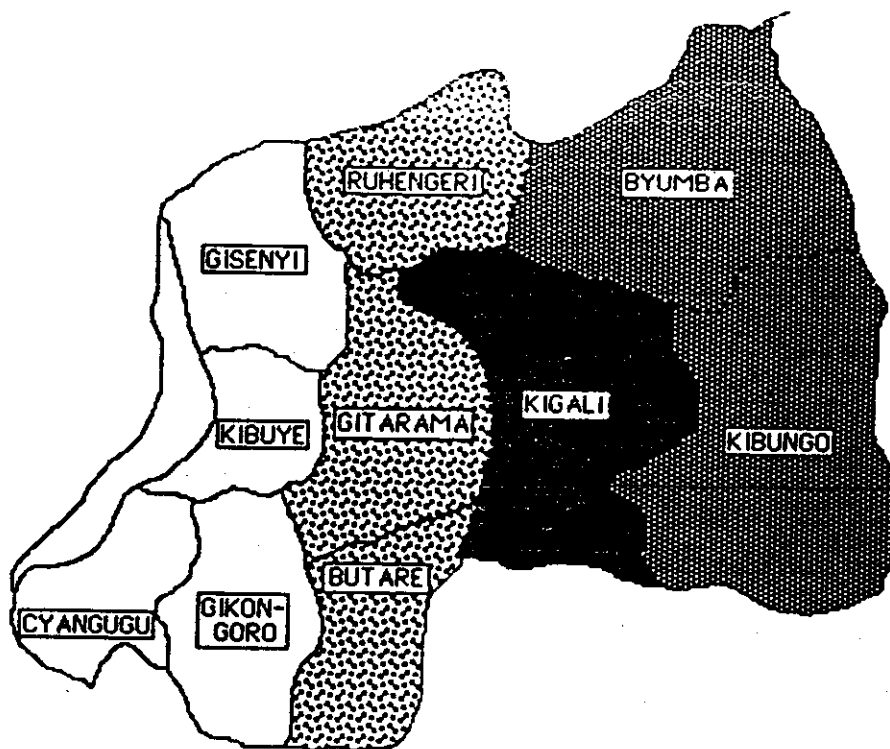 RUHENGERI
BYUMBA
GISENYI
KIGALI
GITARAMA
KIBUYE
KIBUNGO
BUTARE
GIKON-
GORO
CYANGUGU